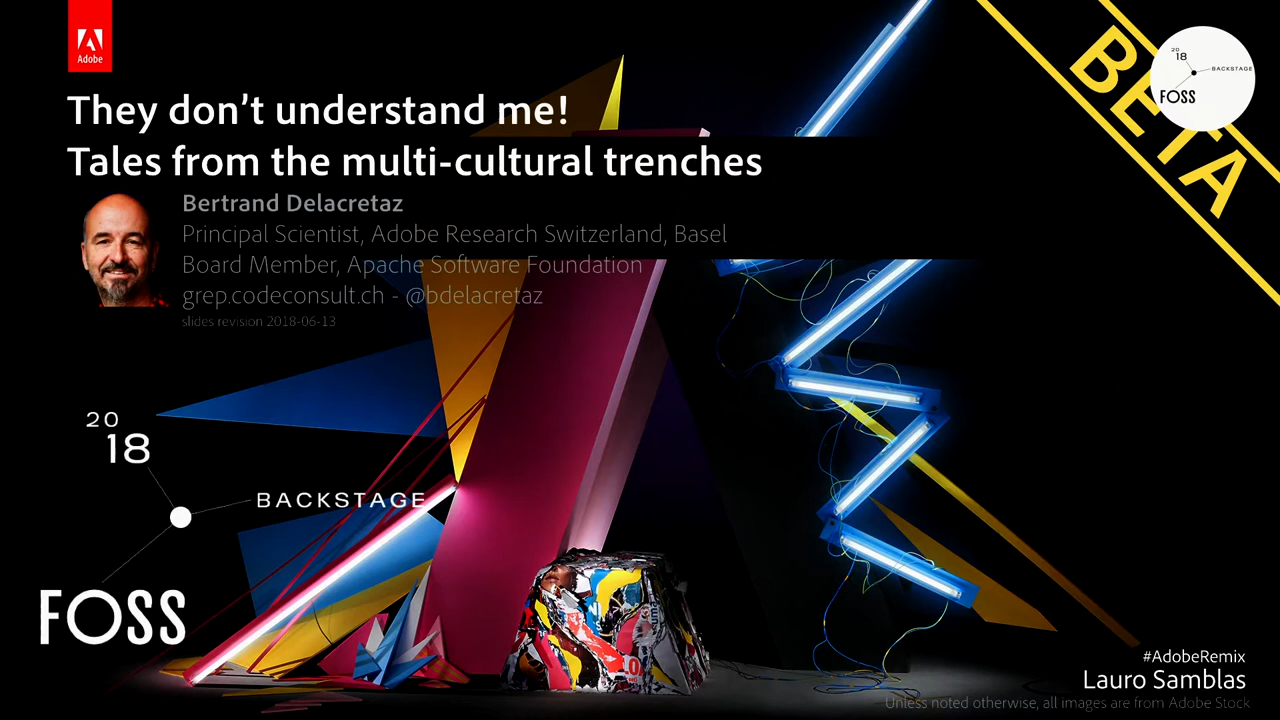 Adobe
They don’t understand me!
Tales from the multi-cultural trenches
Bertrand Delacretaz
Principal Scientist, Adobe Research Switzerland, Basel
Board Member, Apache Software Foundation
grep.codeconsult.ch - @bdelacretaz
slides revision 2018-06-13
BETA
20
18
BACKSTAGE
FOSS
20
18
BACKSTAGE
FOSS
#AdobeRemix
Lauro Samblas
Unless noted otherwise, all images are from Adobe Stock